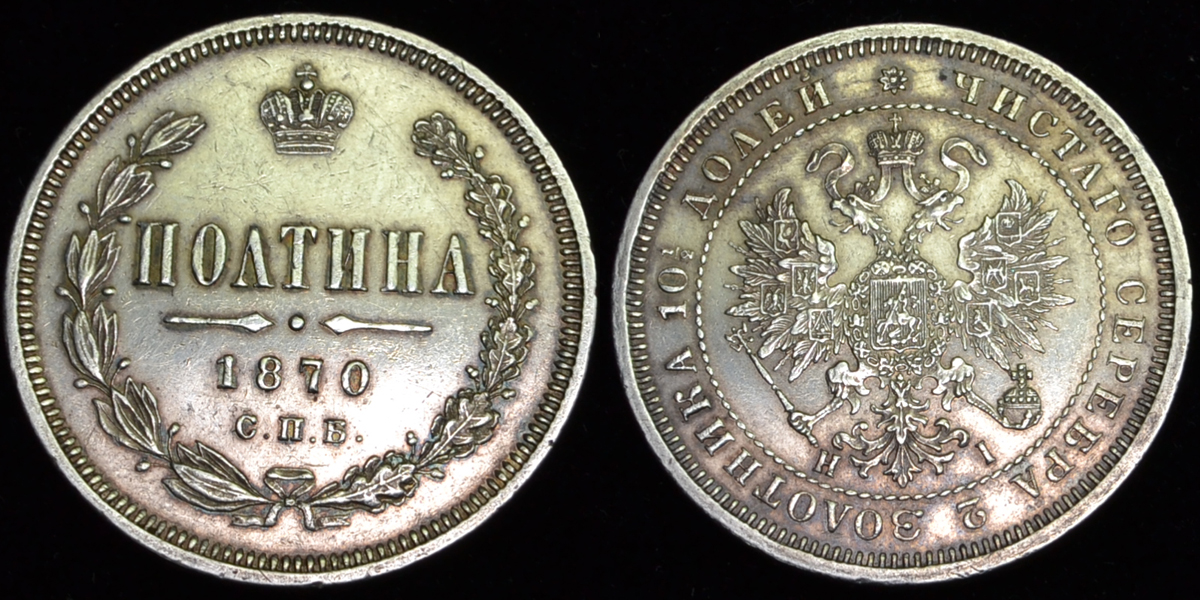 ПОЛТИНА
1870
С.П.Б.
✱ ЧИСТАГО СЕРЕБРА 2 ЗОЛОТНИКА 10½ ДОЛЕЙ
Н I